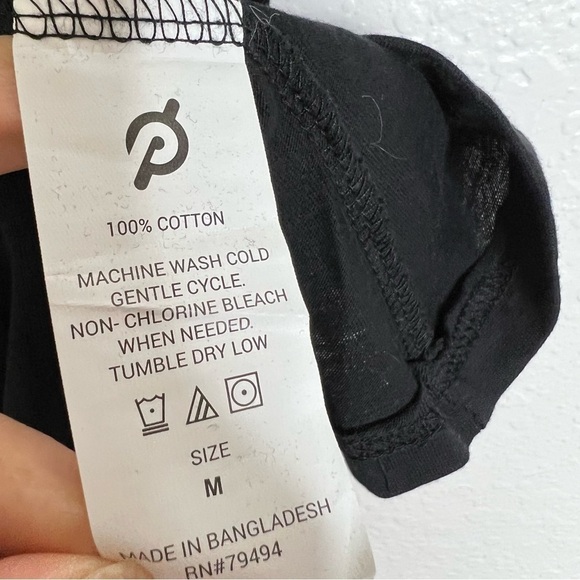 100% COTTON
MACHINE WASH COLD
GENTLE CYCLE.
NON- CHLORINE BLEACH
WHEN NEEDED.
TUMBLE DRY LOW
SIZE
M
MADE IN BANGLADESH
RN#79494